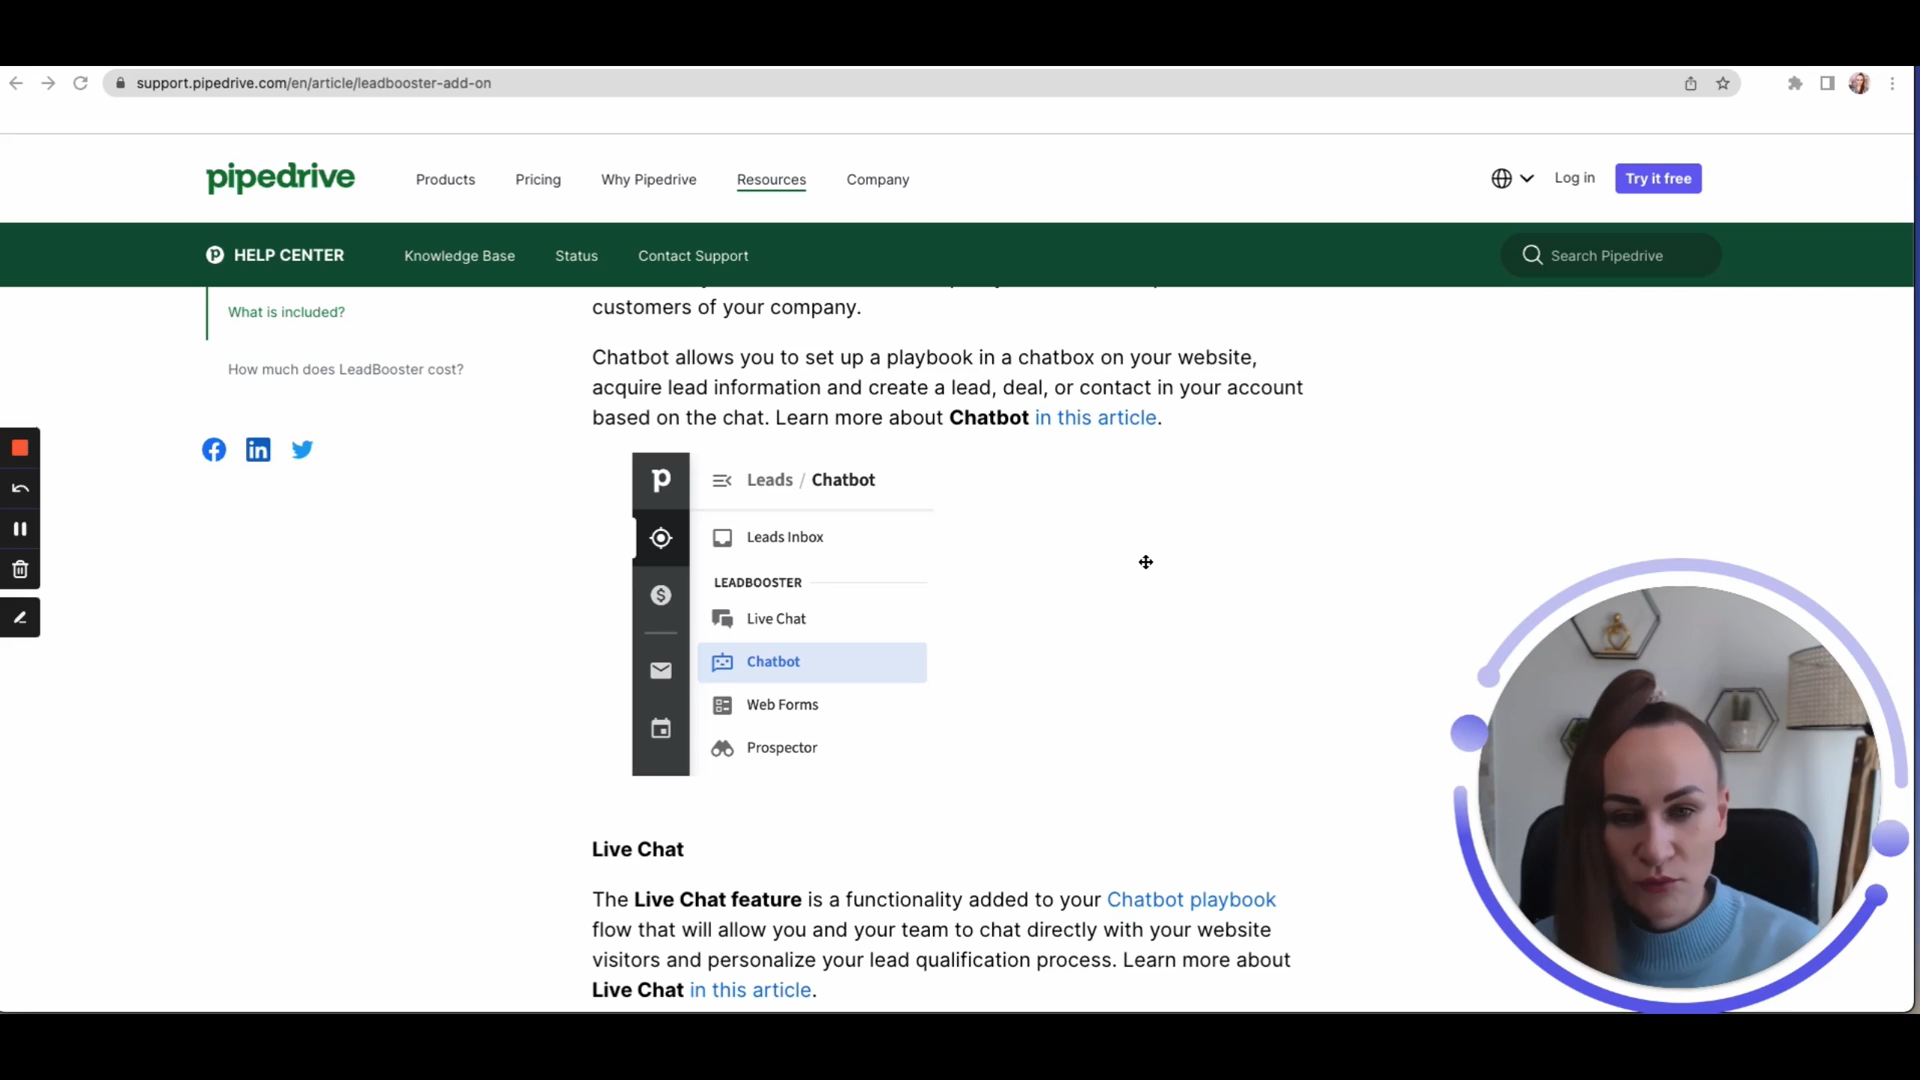 support.pipedrive.com/en/article/leadbooster-add-on
pipedrive
Products
Pricing
Why Pipedrive
Resources
Company
Log in
Try it free
HELP CENTER
Knowledge Base
Status
Contact Support
Search Pipedrive
What is included?
How much does LeadBooster cost?
customers of your company.
Chatbot allows you to set up a playbook in a chatbox on your website,
acquire lead information and create a lead, deal, or contact in your account
based on the chat. Learn more about Chatbot in this article.
p
Leads / Chatbot
Leads Inbox
LEADBOOSTER
Live Chat
Chatbot
Web Forms
Prospector
Live Chat
The Live Chat feature is a functionality added to your Chatbot playbook
flow that will allow you and your team to chat directly with your website
visitors and personalize your lead qualification process. Learn more about
Live Chat in this article.